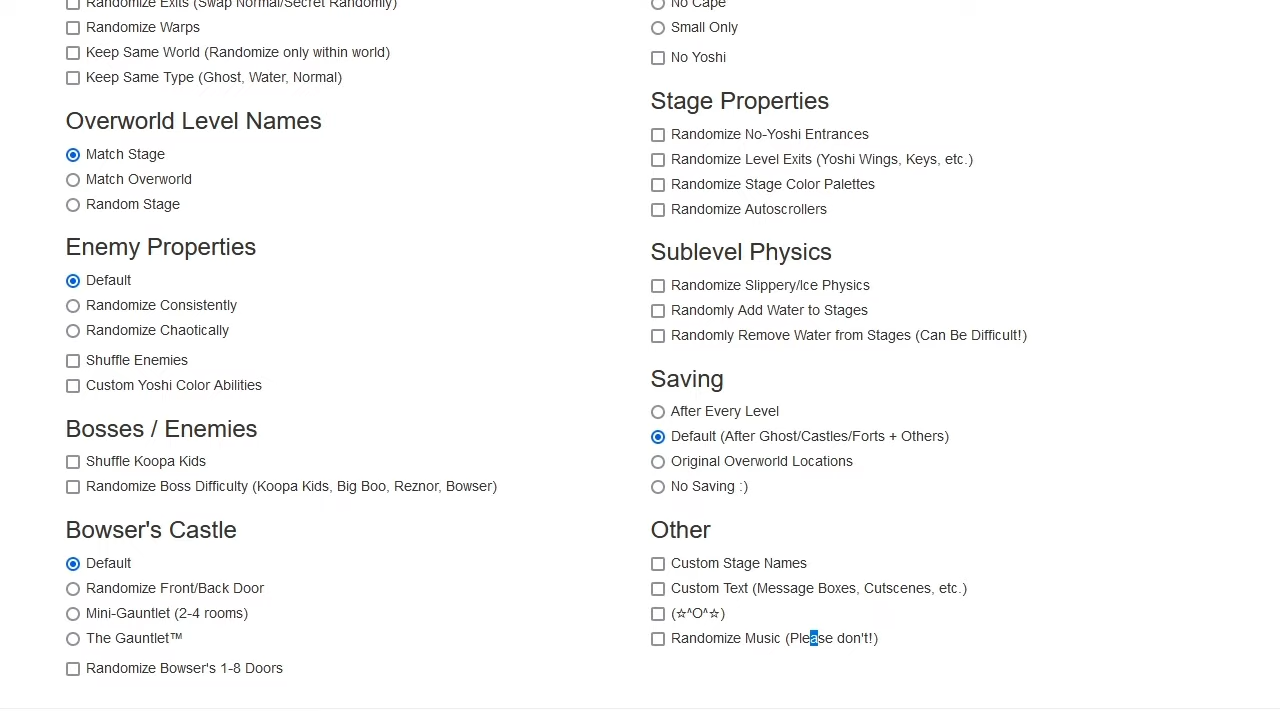 Randomize Exits (Swap Normal/Secret Randomly)
Randomize Warps
Keep Same World (Randomize only within world)
Keep Same Type (Ghost, Water, Normal)
Overworld Level Names
Match Stage
Match Overworld
Random Stage
Enemy Properties
Default
Randomize Consistently
Randomize Chaotically
Shuffle Enemies
Custom Yoshi Color Abilities
Bosses / Enemies
Shuffle Koopa Kids
Randomize Boss Difficulty (Koopa Kids, Big Boo, Reznor, Bowser)
Bowser's Castle
Default
Randomize Front/Back Door
Mini-Gauntlet (2-4 rooms)
The Gauntlet™
Randomize Bowser's 1-8 Doors
No Cape
Small Only
No Yoshi
Stage Properties
Randomize No-Yoshi Entrances
Randomize Level Exits (Yoshi Wings, Keys, etc.)
Randomize Stage Color Palettes
Randomize Autoscrollers
Sublevel Physics
Randomize Slippery/Ice Physics
Randomly Add Water to Stages
Randomly Remove Water from Stages (Can Be Difficult!)
Saving
After Every Level
Default (After Ghost/Castles/Forts + Others)
Original Overworld Locations
No Saving :)
Other
Custom Stage Names
Custom Text (Message Boxes, Cutscenes, etc.)
(☆^O^☆)
Randomize Music (Please don't!)